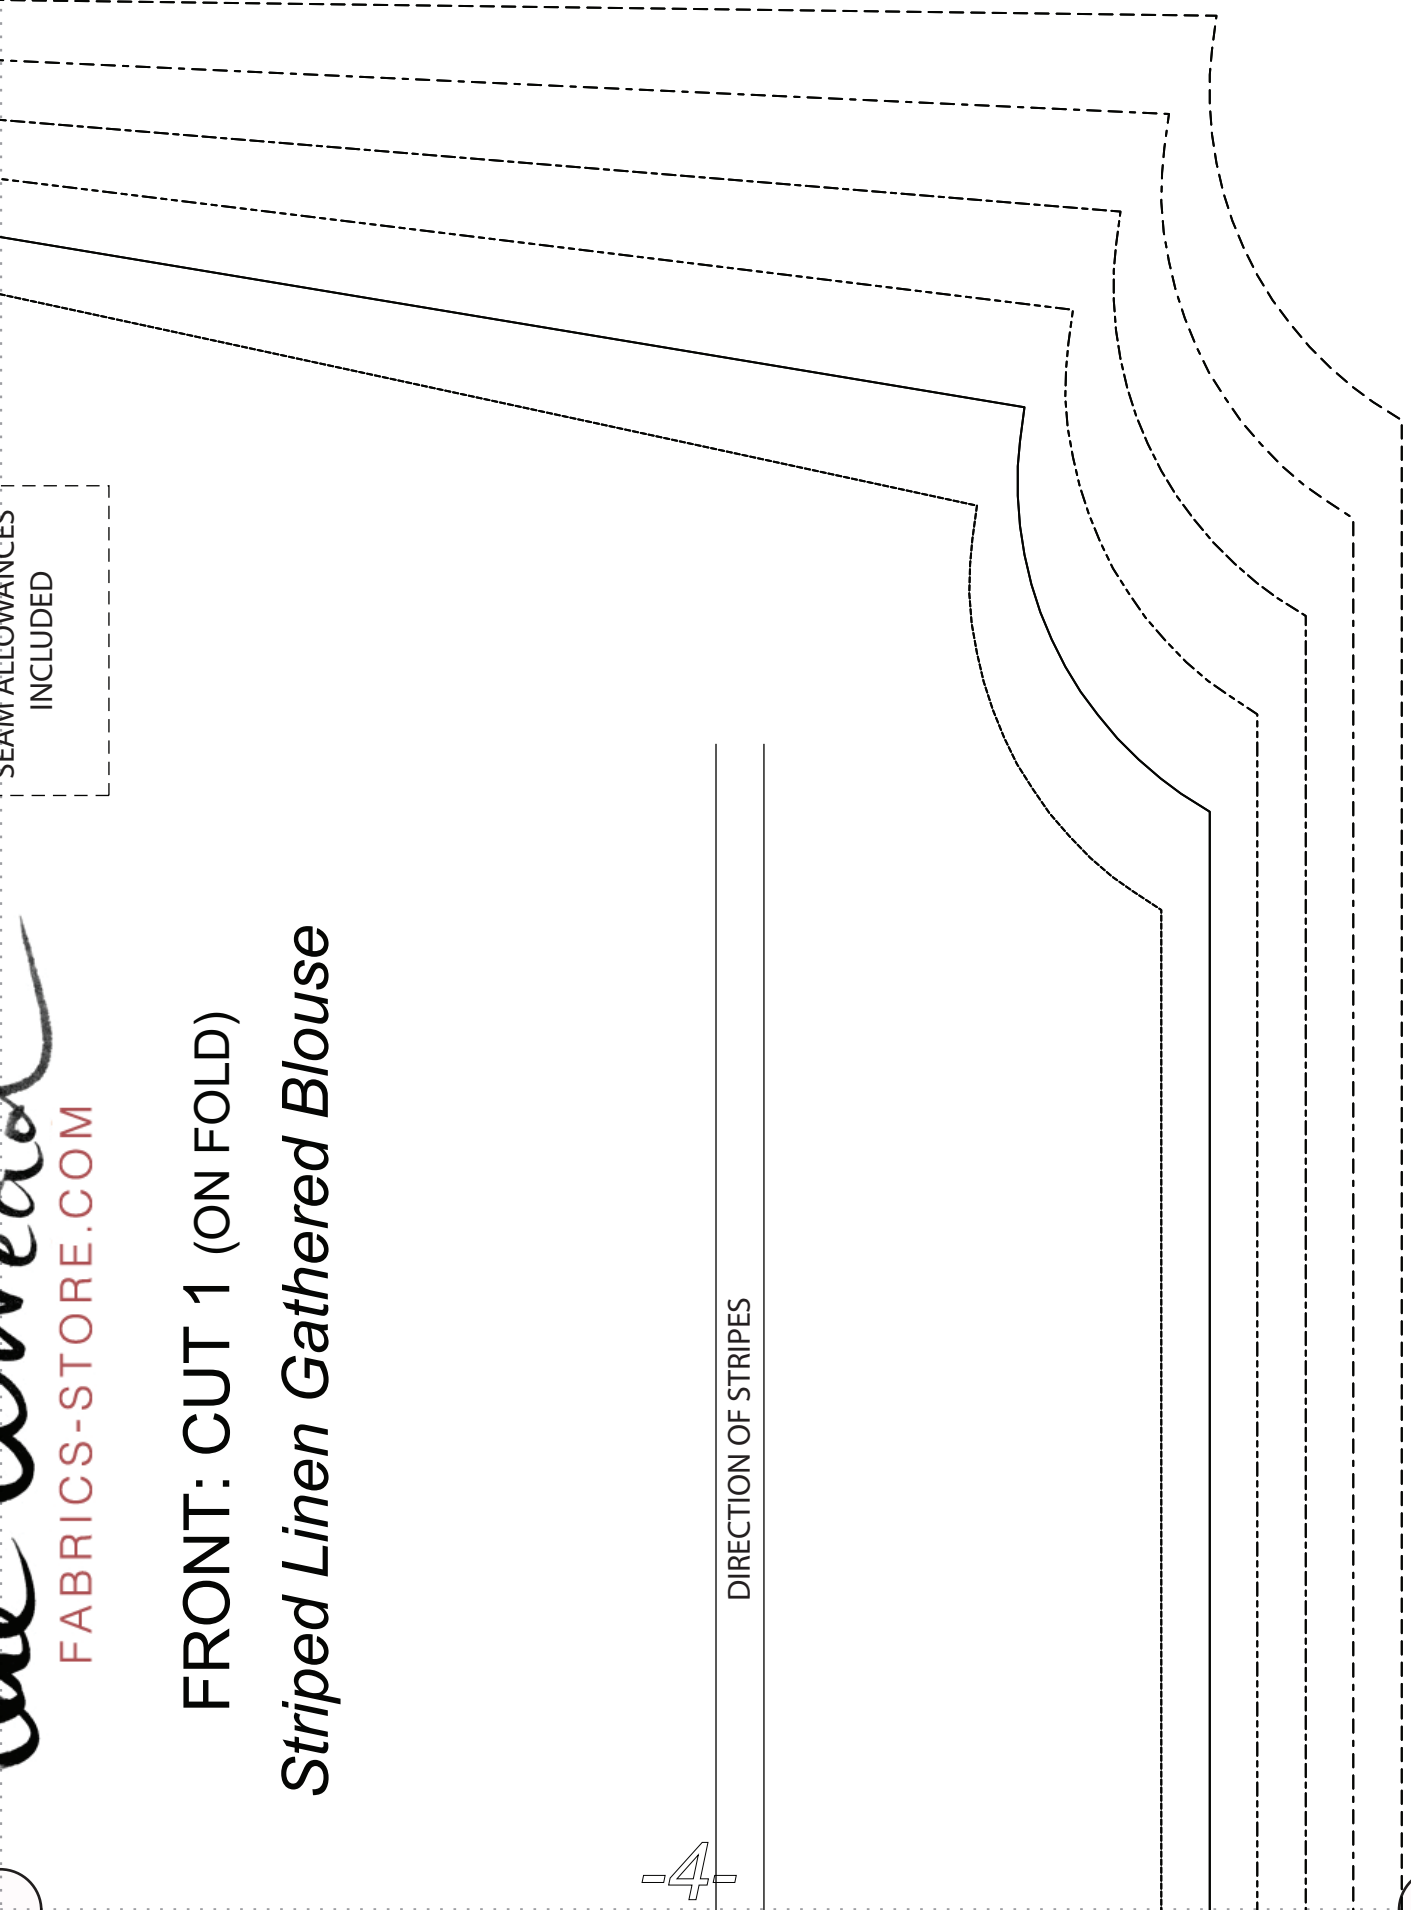 SEAM ALLOWANCES
INCLUDED
FABRICS-STORE.COM
FRONT: CUT 1 (ON FOLD)
Striped Linen Gathered Blouse
DIRECTION OF STRIPES
-4-